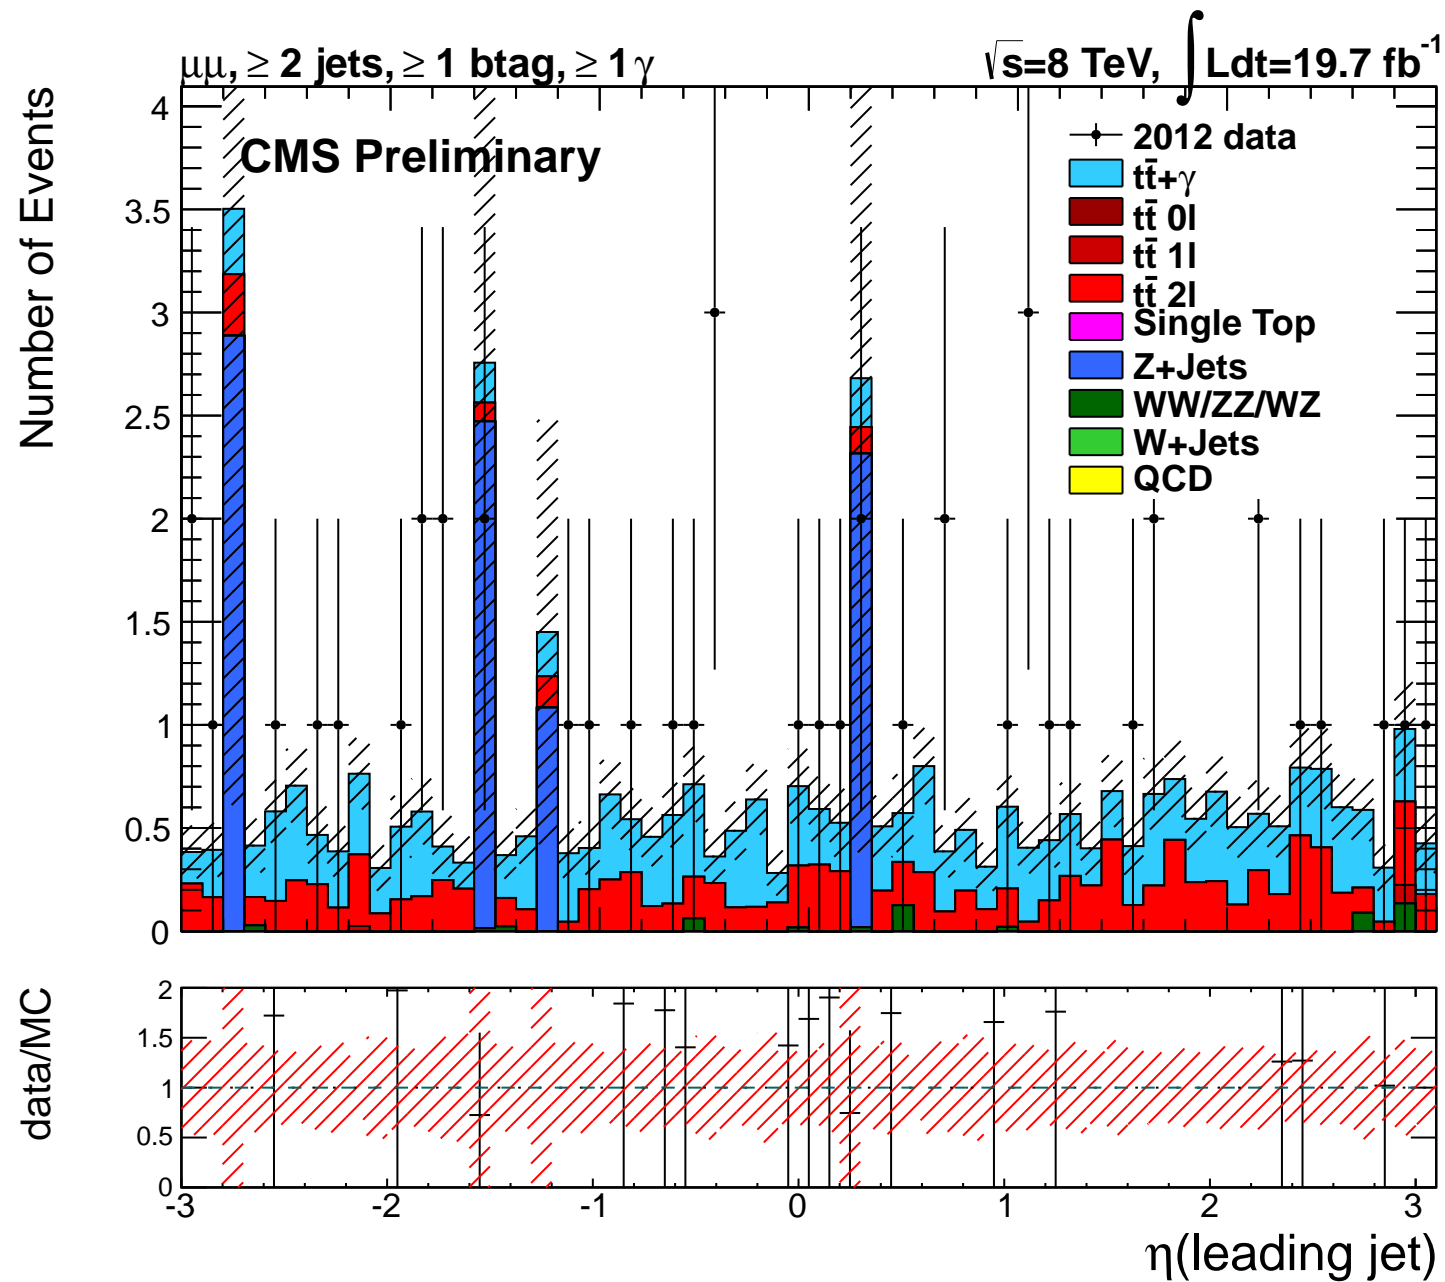 μμ, ≥ 2 jets, ≥ 1 btag, ≥ 1 γ
√s=8 TeV, ∫ Ldt=19.7 fb⁻¹
CMS Preliminary
Number of Events
4
3.5
3
2.5
2
1.5
1
0.5
0
2012 data
tt̄+γ
tt̄ 0l
tt̄ 1l
tt̄ 2l
Single Top
Z+Jets
WW/ZZ/WZ
W+Jets
QCD
data/MC
2
1.5
1
0.5
0
-3 -2 -1 0 1 2 3
η(leading jet)